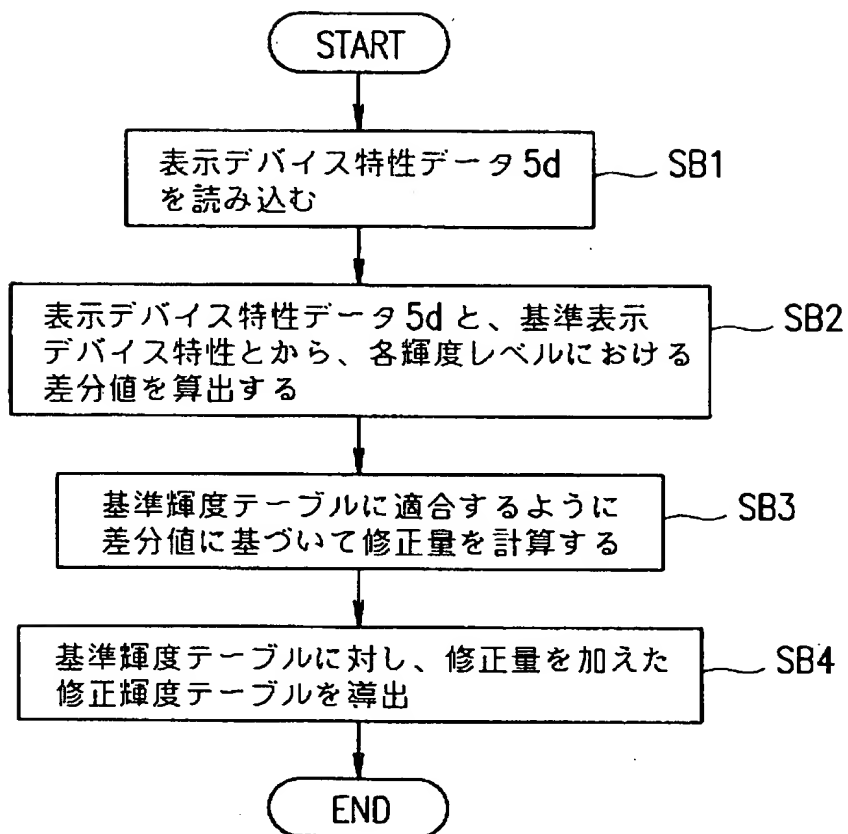 START
表示デバイス特性データ5d
を読み込む
SB1
表示デバイス特性データ5dと、基準表示
デバイス特性とから、各輝度レベルにおける
差分値を算出する
SB2
基準輝度テーブルに適合するように
差分値に基づいて修正量を計算する
SB3
基準輝度テーブルに対し、修正量を加えた
修正輝度テーブルを導出
SB4
END